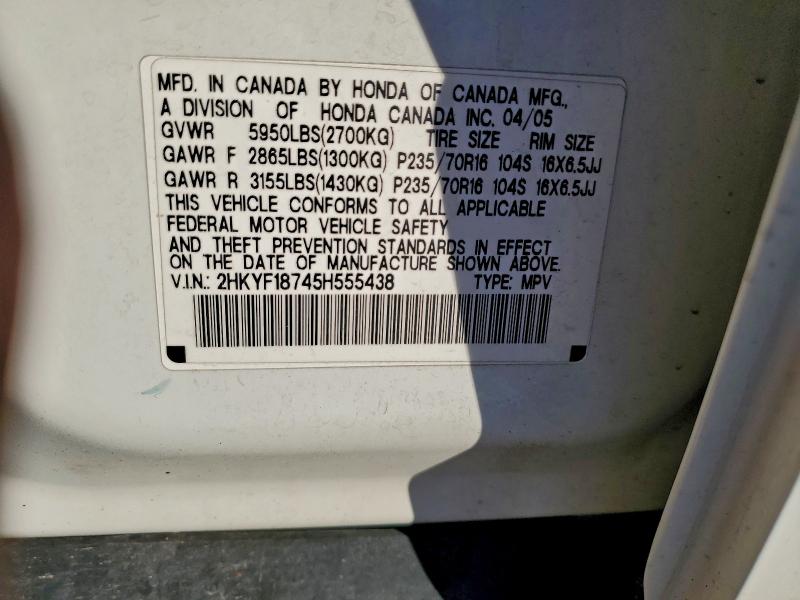 MFD. IN CANADA BY HONDA OF CANADA MFG.,
A DIVISION OF HONDA CANADA INC. 04/05
GVWR 5950LBS(2700KG) TIRE SIZE RIM SIZE
GAWR F 2865LBS(1300KG) P235/70R16 104S 16X6.5JJ
GAWR R 3155LBS(1430KG) P235/70R16 104S 16X6.5JJ
THIS VEHICLE CONFORMS TO ALL APPLICABLE
FEDERAL MOTOR VEHICLE SAFETY
AND THEFT PREVENTION STANDARDS IN EFFECT
ON THE DATE OF MANUFACTURE SHOWN ABOVE.
V.I.N.: 2HKYF18745H555438 TYPE: MPV